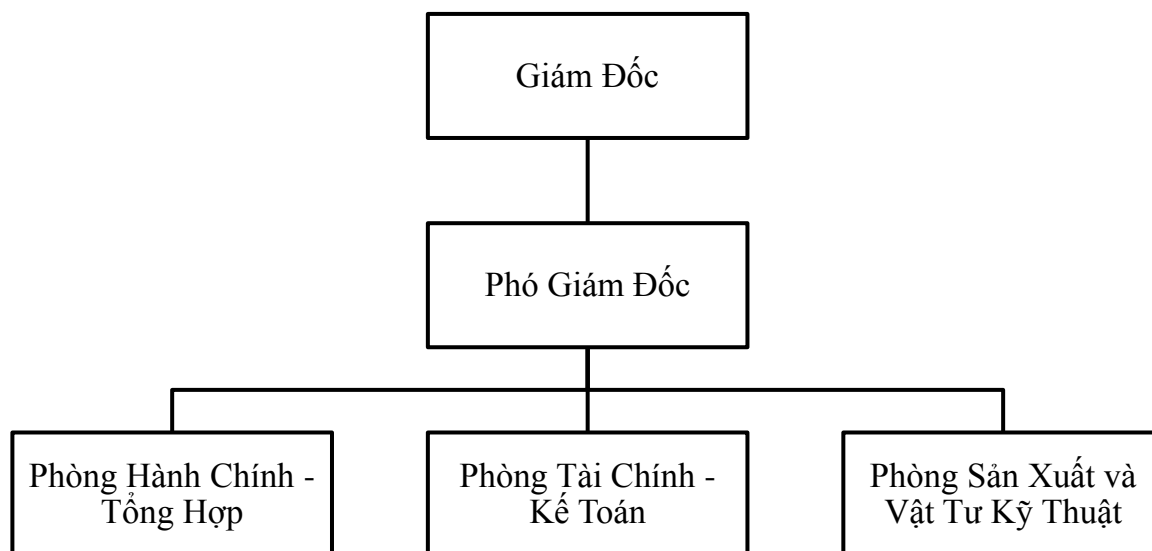 Giám Đốc
Phó Giám Đốc
Phòng Hành Chính -
Tổng Hợp
Phòng Tài Chính -
Kế Toán
Phòng Sản Xuất và
Vật Tư Kỹ Thuật